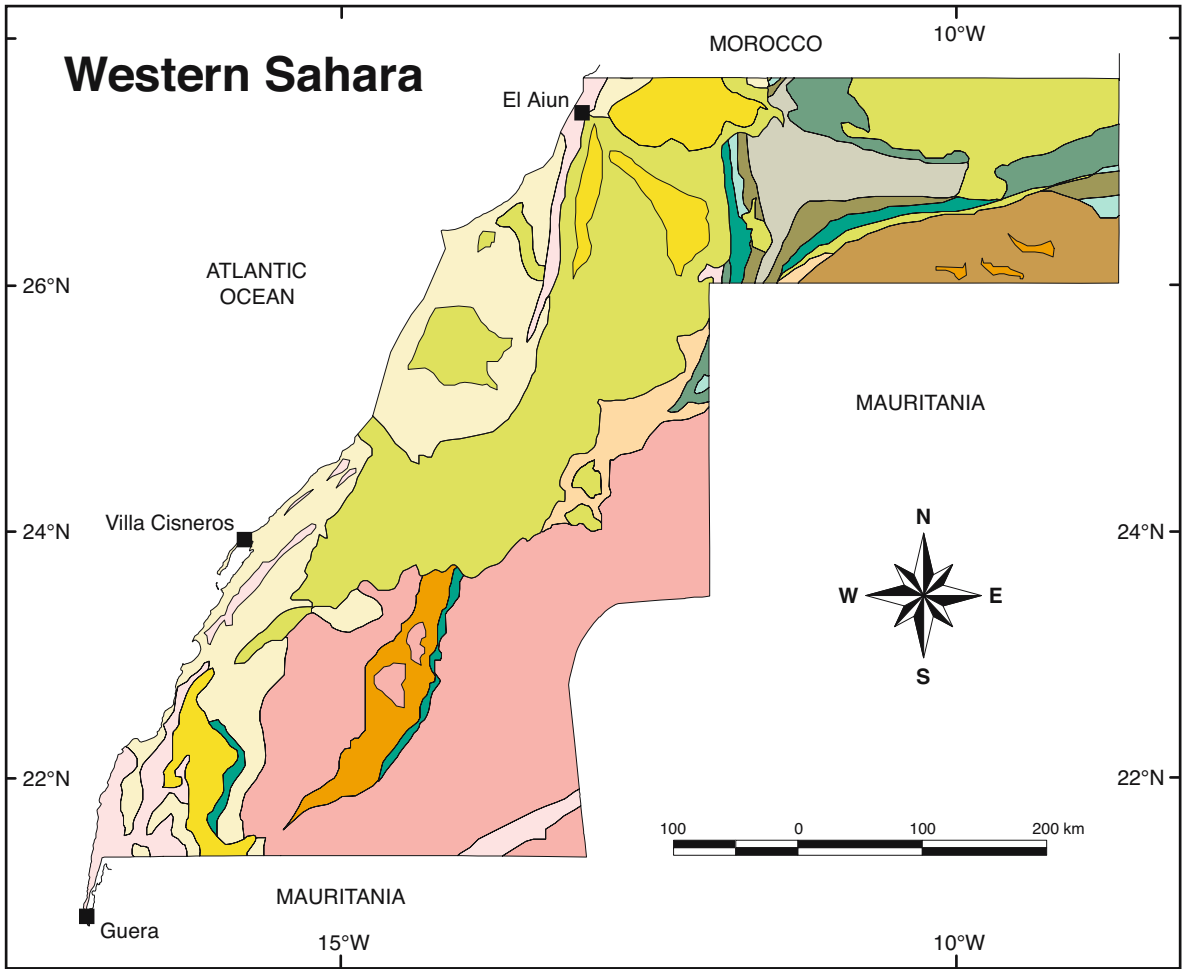 10°W
MOROCCO
Western Sahara
El Aiun
ATLANTIC
OCEAN
26°N
MAURITANIA
Villa Cisneros
24°N
24°N
N
W
E
S
22°N
22°N
100
0
100
200 km
MAURITANIA
Guera
15°W
10°W